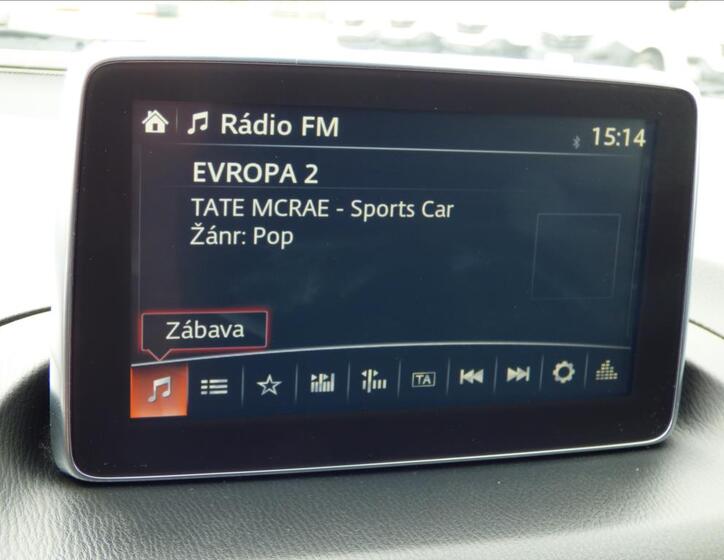 Rádio FM
15:14
EVROPA 2
TATE MCRAE - Sports Car
Žánr: Pop
Zábava
TA